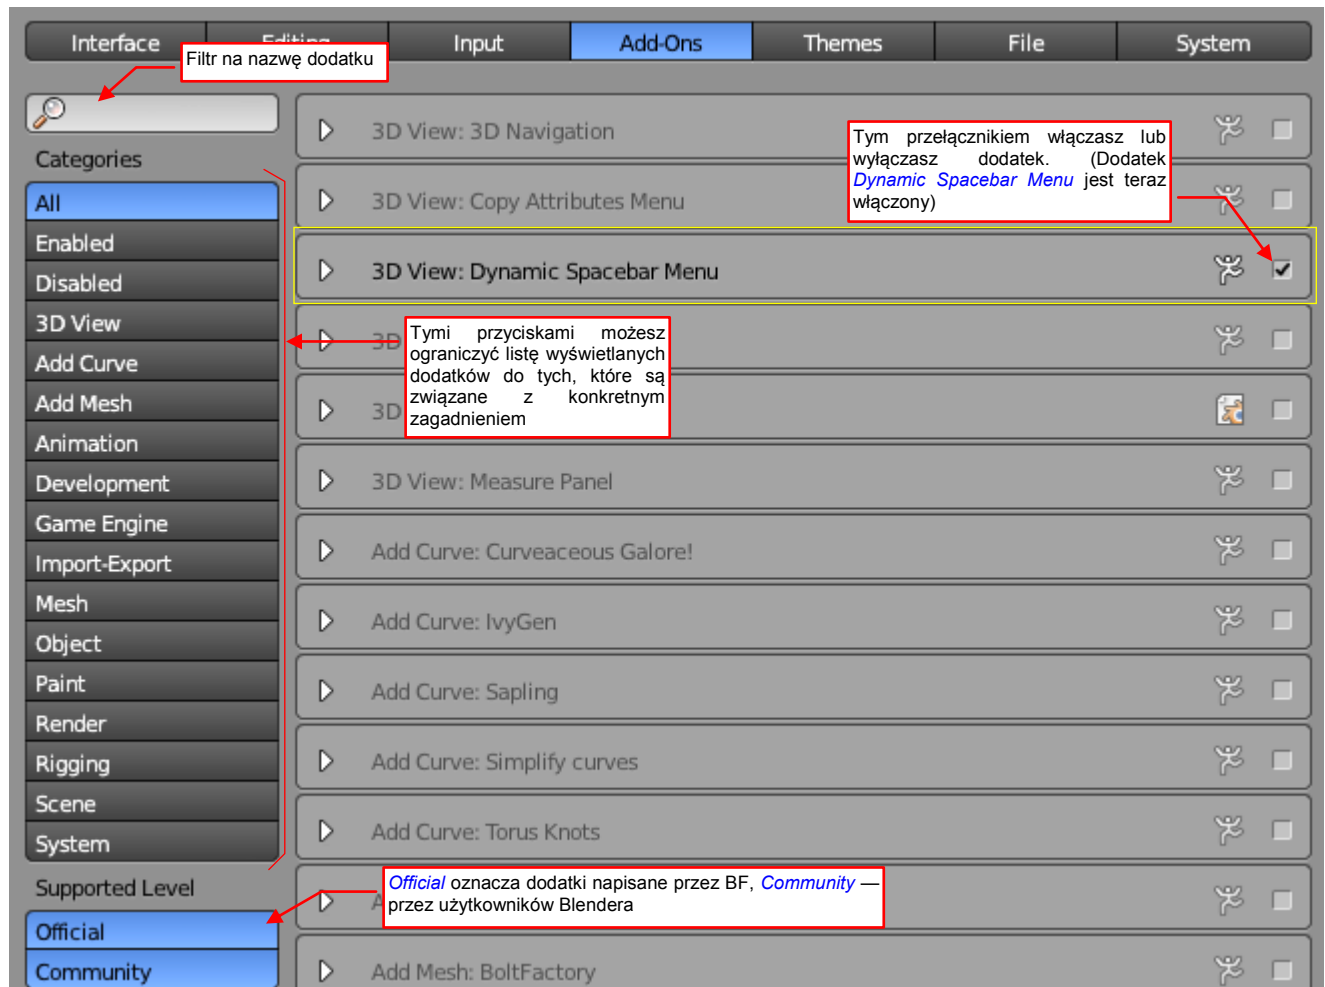 Interface
Input
Add-Ons
Themes
File
System
Filtr na nazwę dodatku
Categories
All
Enabled
Disabled
3D View
Add Curve
Add Mesh
Animation
Development
Game Engine
Import-Export
Mesh
Object
Paint
Render
Rigging
Scene
System
Supported Level
Official
Community
3D View: 3D Navigation
Tym przełącznikiem włączasz lub
wyłączasz dodatek. (Dodatek
Dynamic Spacebar Menu jest teraz
włączony)
3D View: Copy Attributes Menu
3D View: Dynamic Spacebar Menu
3D
Tymi przyciskami możesz
ograniczyć listę wyświetlanych
dodatków do tych, które są
związane z konkretnym
zagadnieniem
3D
3D View: Measure Panel
Add Curve: Curveaceous Galore!
Add Curve: IvyGen
Add Curve: Sapling
Add Curve: Simplify curves
Add Curve: Torus Knots
Official oznacza dodatki napisane przez BF, Community —
przez użytkowników Blendera
Add Mesh: BoltFactory